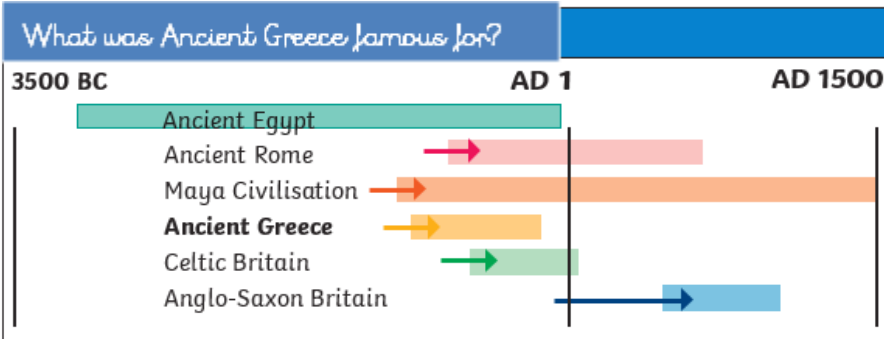 What was Ancient Greece famous for?
3500 BC AD 1 AD 1500
Ancient Egypt
Ancient Rome
Maya Civilisation
Ancient Greece
Celtic Britain
Anglo-Saxon Britain